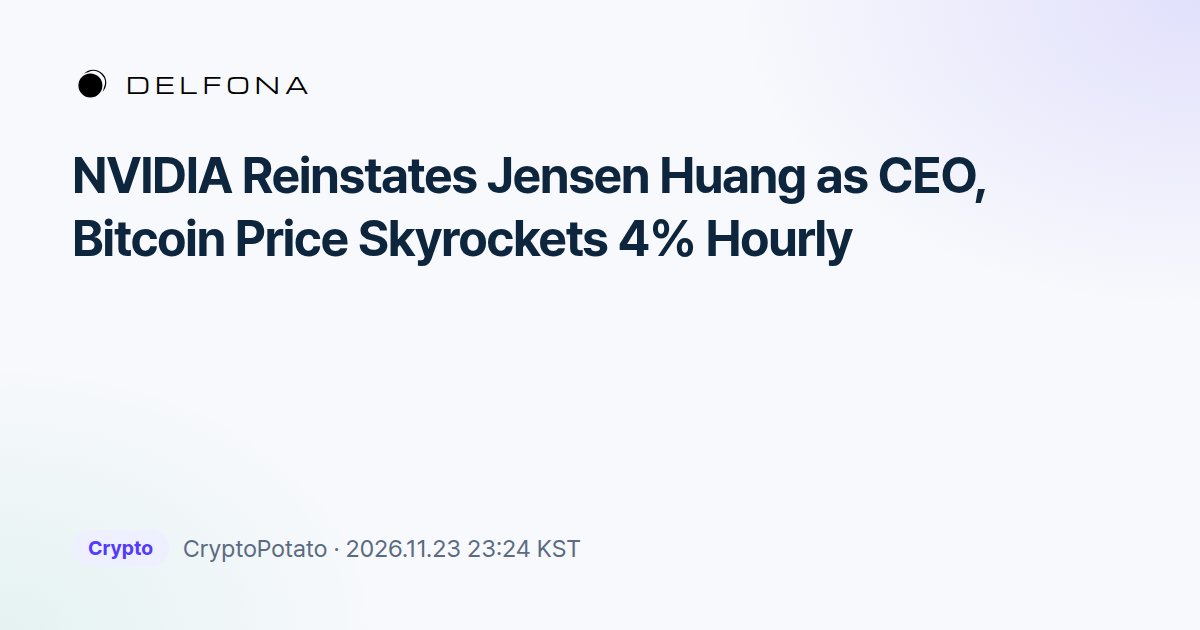 DELFONA
NVIDIA Reinstates Jensen Huang as CEO,
Bitcoin Price Skyrockets 4% Hourly
Crypto CryptoPotato · 2026.11.23 23:24 KST